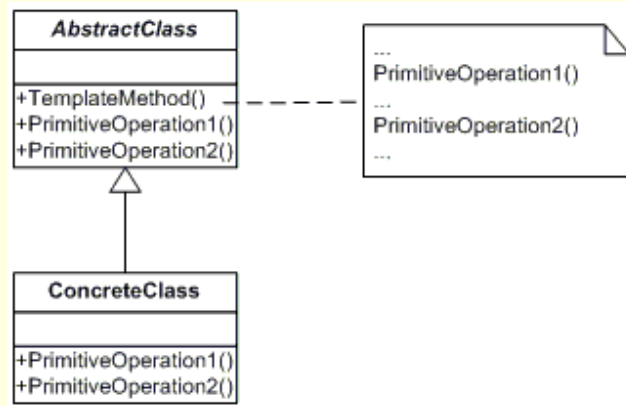 AbstractClass
+TemplateMethod()
+PrimitiveOperation1()
+PrimitiveOperation2()
...
PrimitiveOperation1()
...
PrimitiveOperation2()
...
ConcreteClass
+PrimitiveOperation1()
+PrimitiveOperation2()